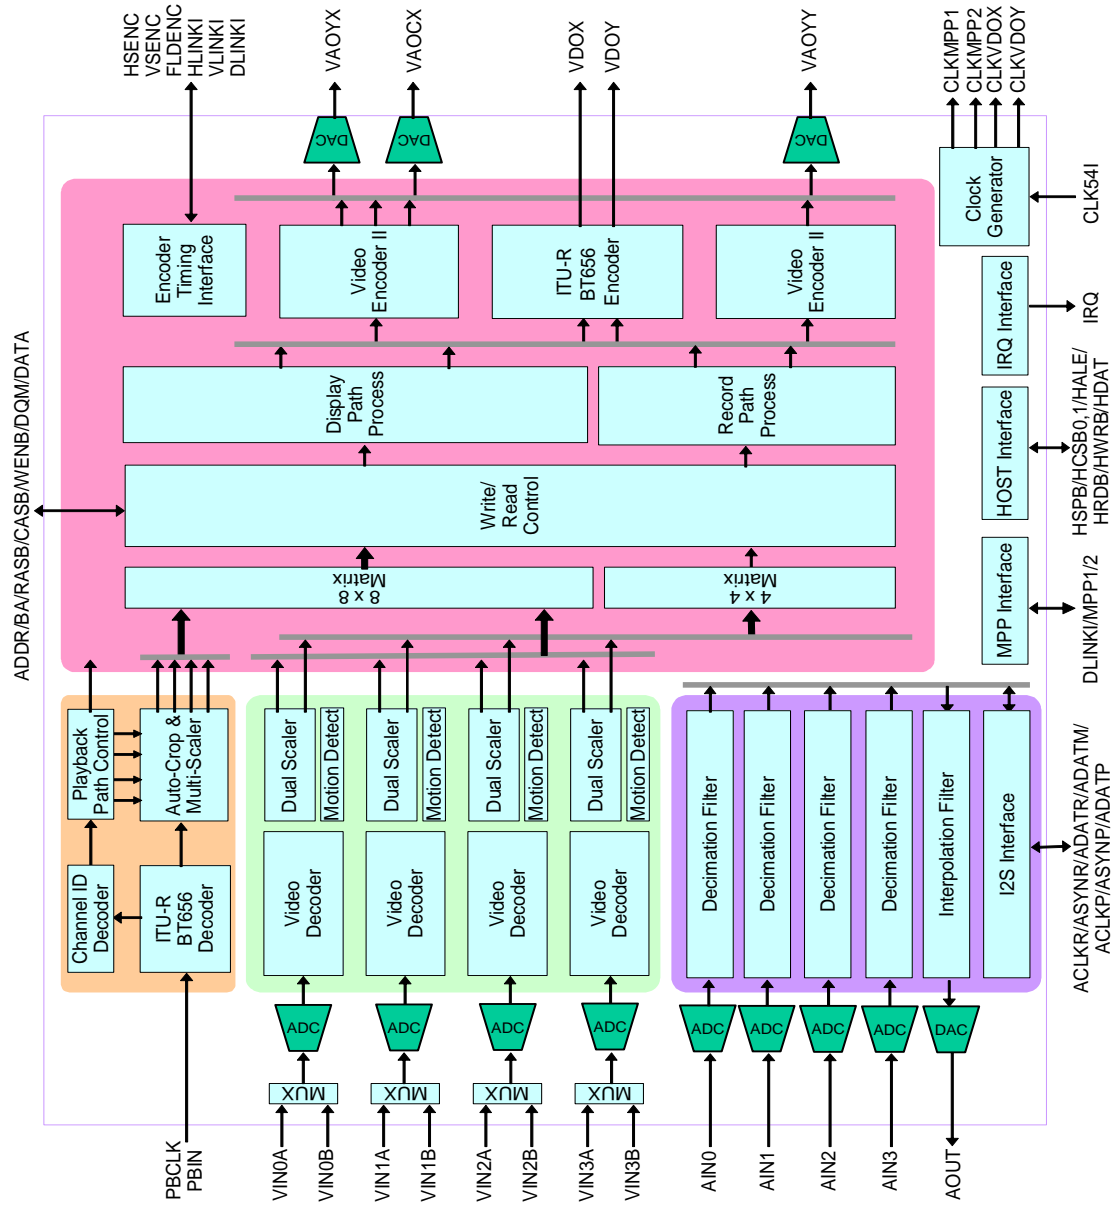 HSENC
VSENC
FLDENC
HLINKI
VLINKI
DLINKI
VAOYX
VAOCX
VDOX
VDOY
VAOYY
CLKMPP1
CLKMPP2
CLKVDOX
CLKVDOY
DAC
DAC
DAC
Encoder
Timing
Interface
Video
Encoder II
ITU-R
BT656
Encoder
Video
Encoder II
Clock
Generator
CLK54I
ADDR/BA/RASB/CASB/WENB/DQM/DATA
Display
Path
Process
Record
Path
Process
IRQ Interface
IRQ
Write/
Read
Control
HOST Interface
HSPB/HCSB0,1/HALE/
HRDB/HWRB/HDAT
8 x 8
Matrix
4 x 4
Matrix
MPP Interface
DLINKI/MPP1/2
Playback
Path Control
Auto-Crop &
Multi-Scaler
Dual Scaler
Motion Detect
Dual Scaler
Motion Detect
Dual Scaler
Motion Detect
Dual Scaler
Motion Detect
Channel ID
Decoder
ITU-R
BT656
Decoder
Video
Decoder
Video
Decoder
Video
Decoder
Video
Decoder
Decimation Filter
Decimation Filter
Decimation Filter
Decimation Filter
Interpolation Filter
I2S Interface
ACLKR/ASYNR/ADATR/ADATM/
ACLKP/ASYNP/ADATP
ADC
ADC
ADC
ADC
ADC
ADC
ADC
ADC
DAC
MUX
MUX
MUX
MUX
PBCLK
PBIN
VIN0A
VIN0B
VIN1A
VIN1B
VIN2A
VIN2B
VIN3A
VIN3B
AIN0
AIN1
AIN2
AIN3
AOUT